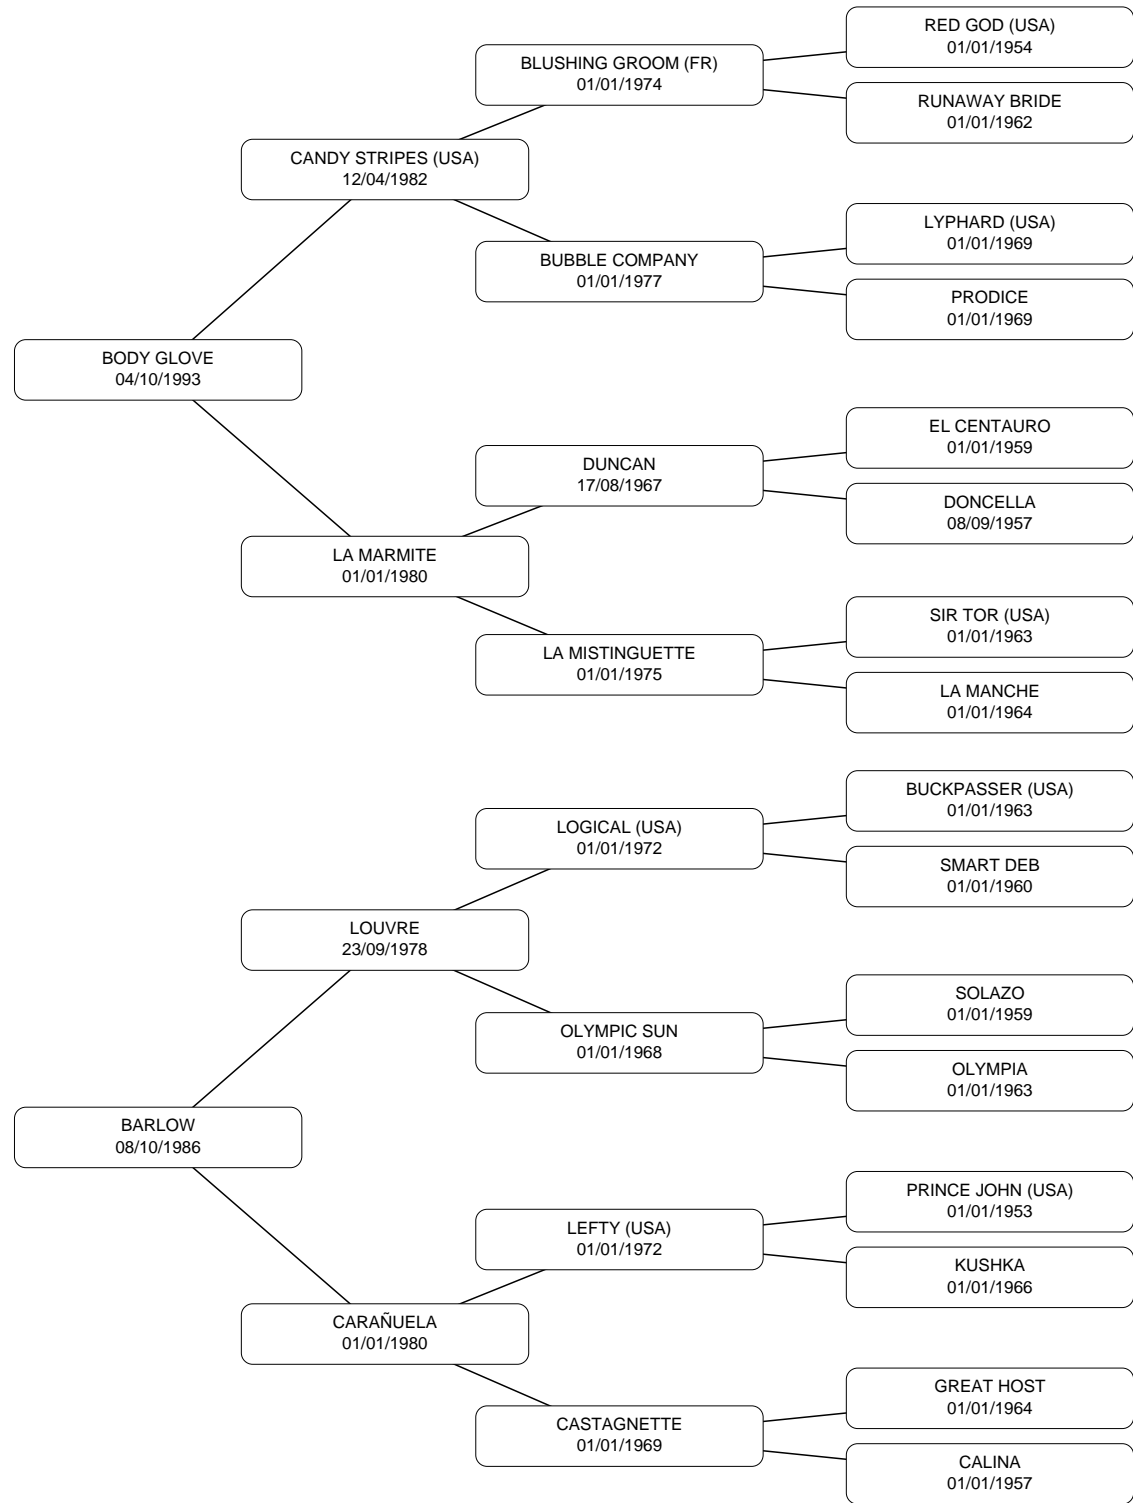 RED GOD (USA)
01/01/1954
BLUSHING GROOM (FR)
01/01/1974
RUNAWAY BRIDE
01/01/1962
CANDY STRIPES (USA)
12/04/1982
LYPHARD (USA)
01/01/1969
BUBBLE COMPANY
01/01/1977
PRODICE
01/01/1969
BODY GLOVE
04/10/1993
EL CENTAURO
01/01/1959
DUNCAN
17/08/1967
DONCELLA
08/09/1957
LA MARMITE
01/01/1980
SIR TOR (USA)
01/01/1963
LA MISTINGUETTE
01/01/1975
LA MANCHE
01/01/1964
BUCKPASSER (USA)
01/01/1963
LOGICAL (USA)
01/01/1972
SMART DEB
01/01/1960
LOUVRE
23/09/1978
SOLAZO
01/01/1959
OLYMPIC SUN
01/01/1968
OLYMPIA
01/01/1963
BARLOW
08/10/1986
PRINCE JOHN (USA)
01/01/1953
LEFTY (USA)
01/01/1972
KUSHKA
01/01/1966
CARAÑUELA
01/01/1980
GREAT HOST
01/01/1964
CASTAGNETTE
01/01/1969
CALINA
01/01/1957